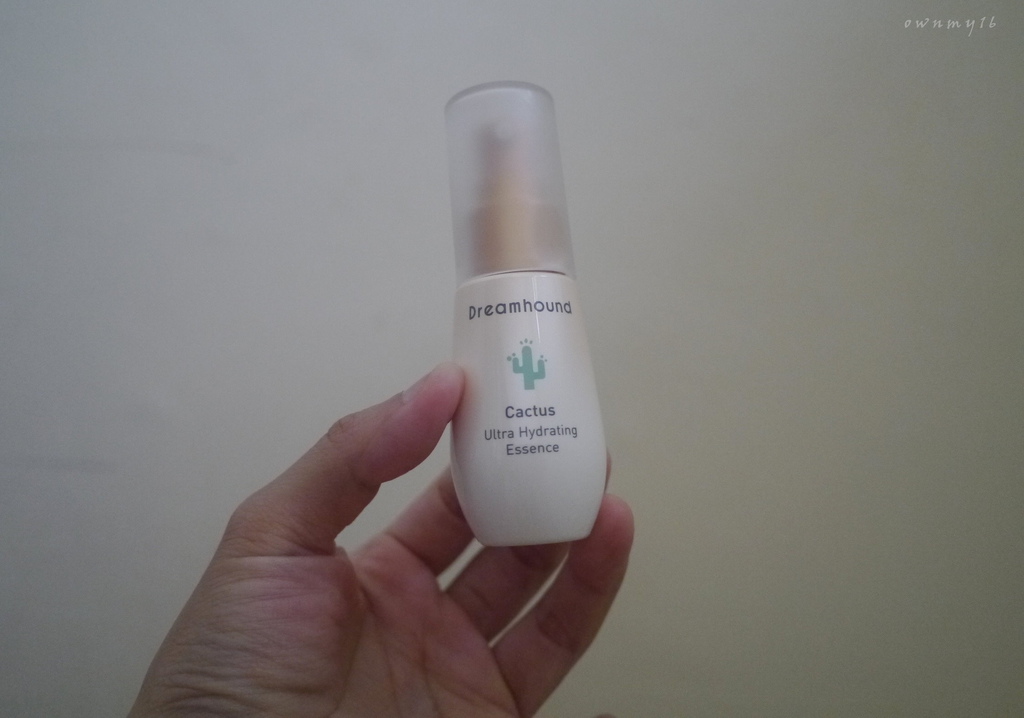 ownmy16
Dreamhound
Cactus
Ultra Hydrating
Essence